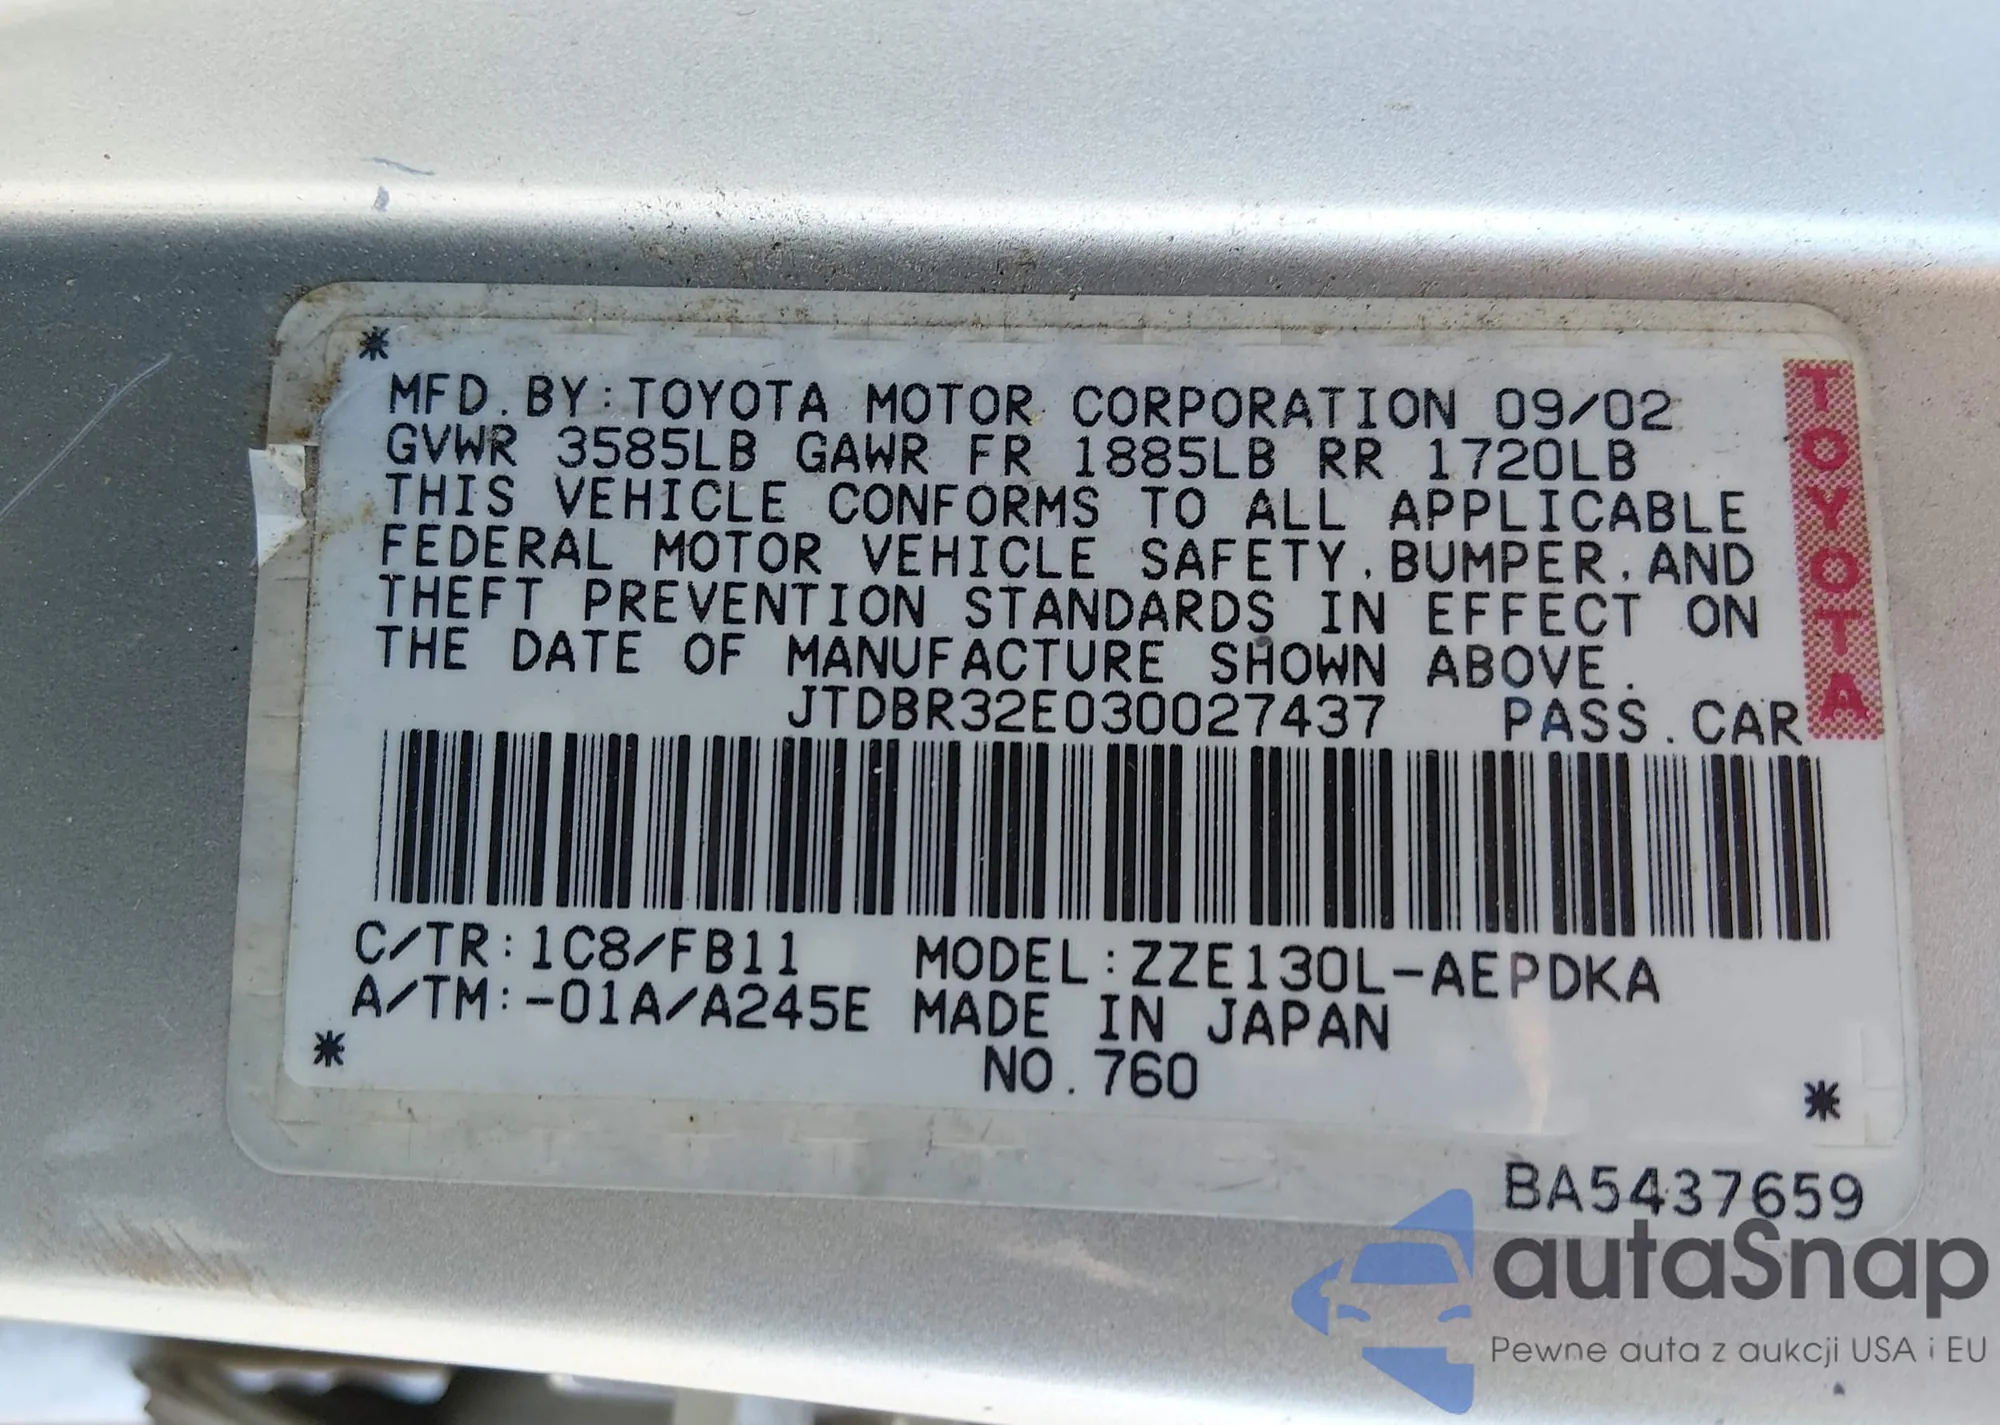 *
MFD.BY:TOYOTA MOTOR CORPORATION 09/02
GVWR 3585LB GAWR FR 1885LB RR 1720LB
THIS VEHICLE CONFORMS TO ALL APPLICABLE
FEDERAL MOTOR VEHICLE SAFETY.BUMPER.AND
THEFT PREVENTION STANDARDS IN EFFECT ON
THE DATE OF MANUFACTURE SHOWN ABOVE.
JTDBR32E030027437 PASS.CAR
TOYOTA
C/TR:1C8/FB11 MODEL:ZZE130L-AEPDKA
A/TM:-01A/A245E MADE IN JAPAN
* NO.760 *
BA5437659
autaSnap
Pewne auta z aukcji USA i EU